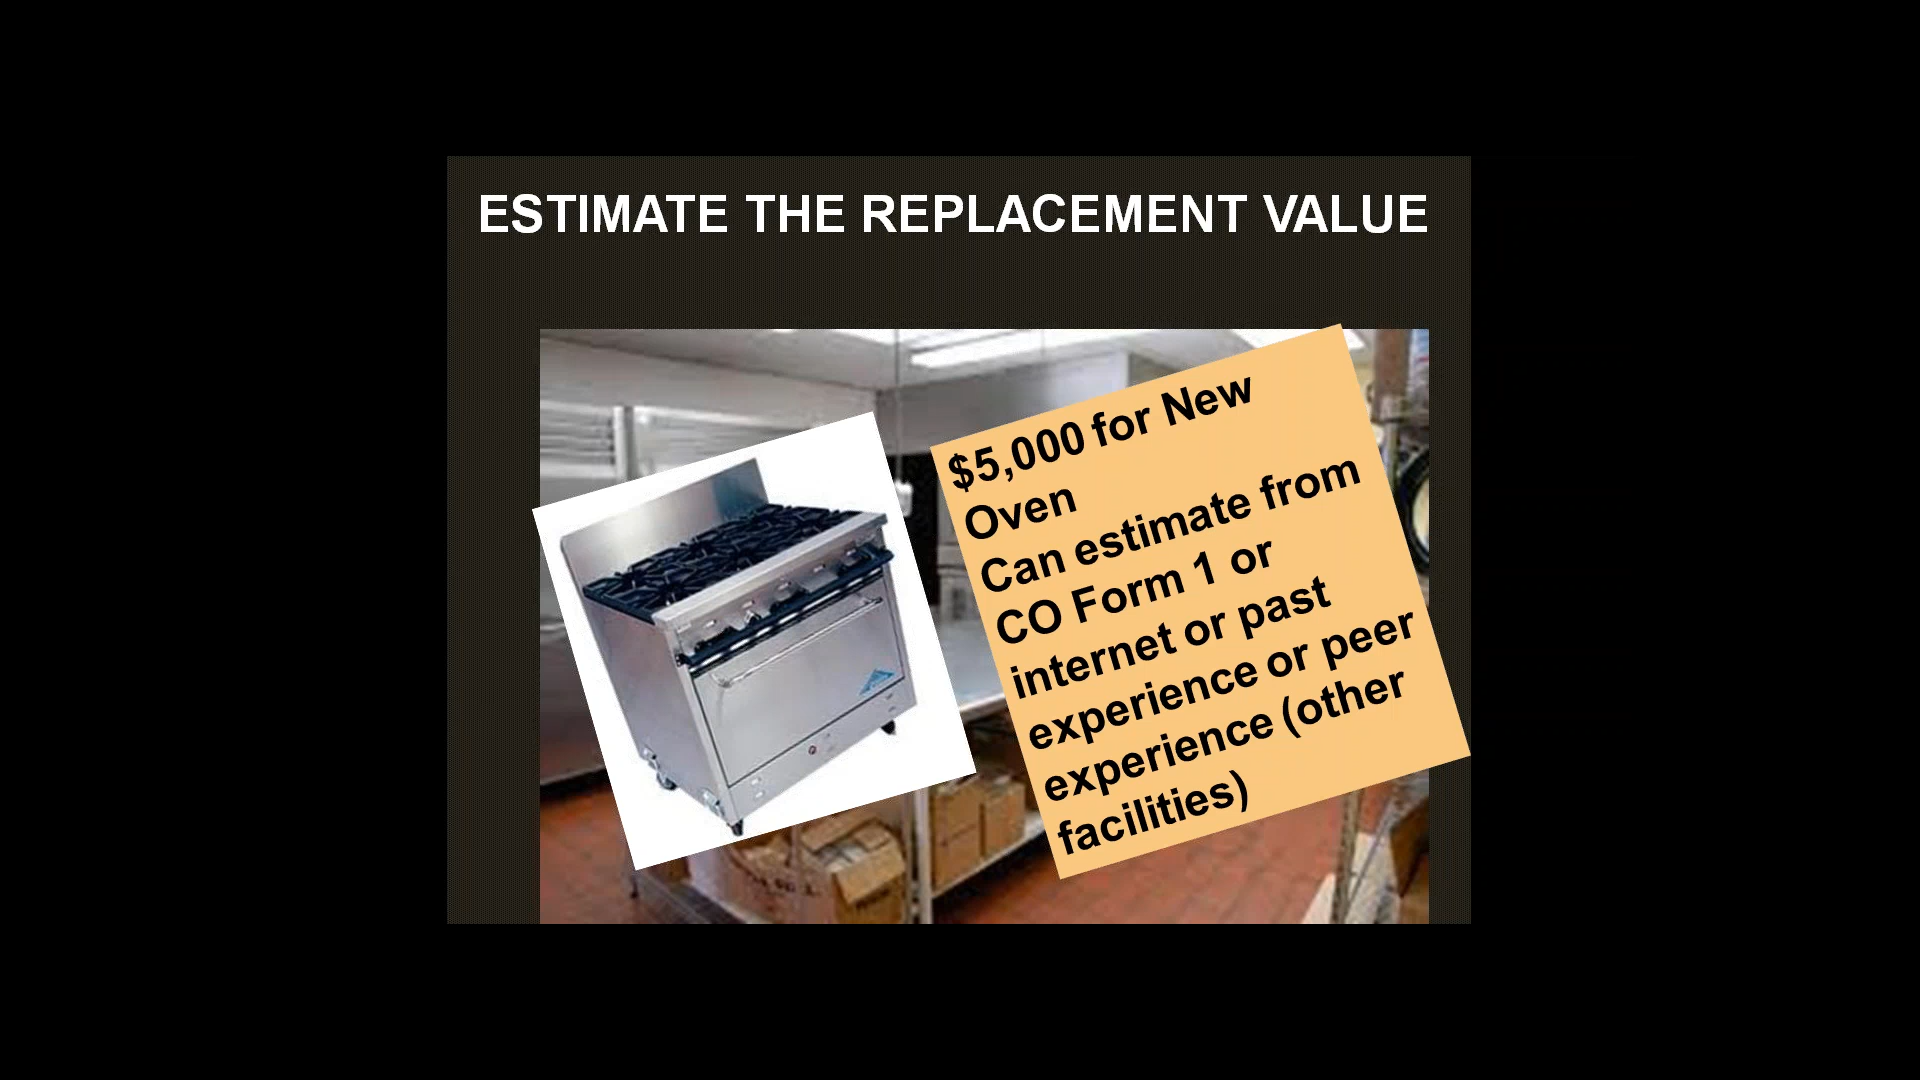 ESTIMATE THE REPLACEMENT VALUE
$5,000 for New
Oven
Can estimate from
CO Form 1 or
internet or past
experience or peer
experience (other
facilities)